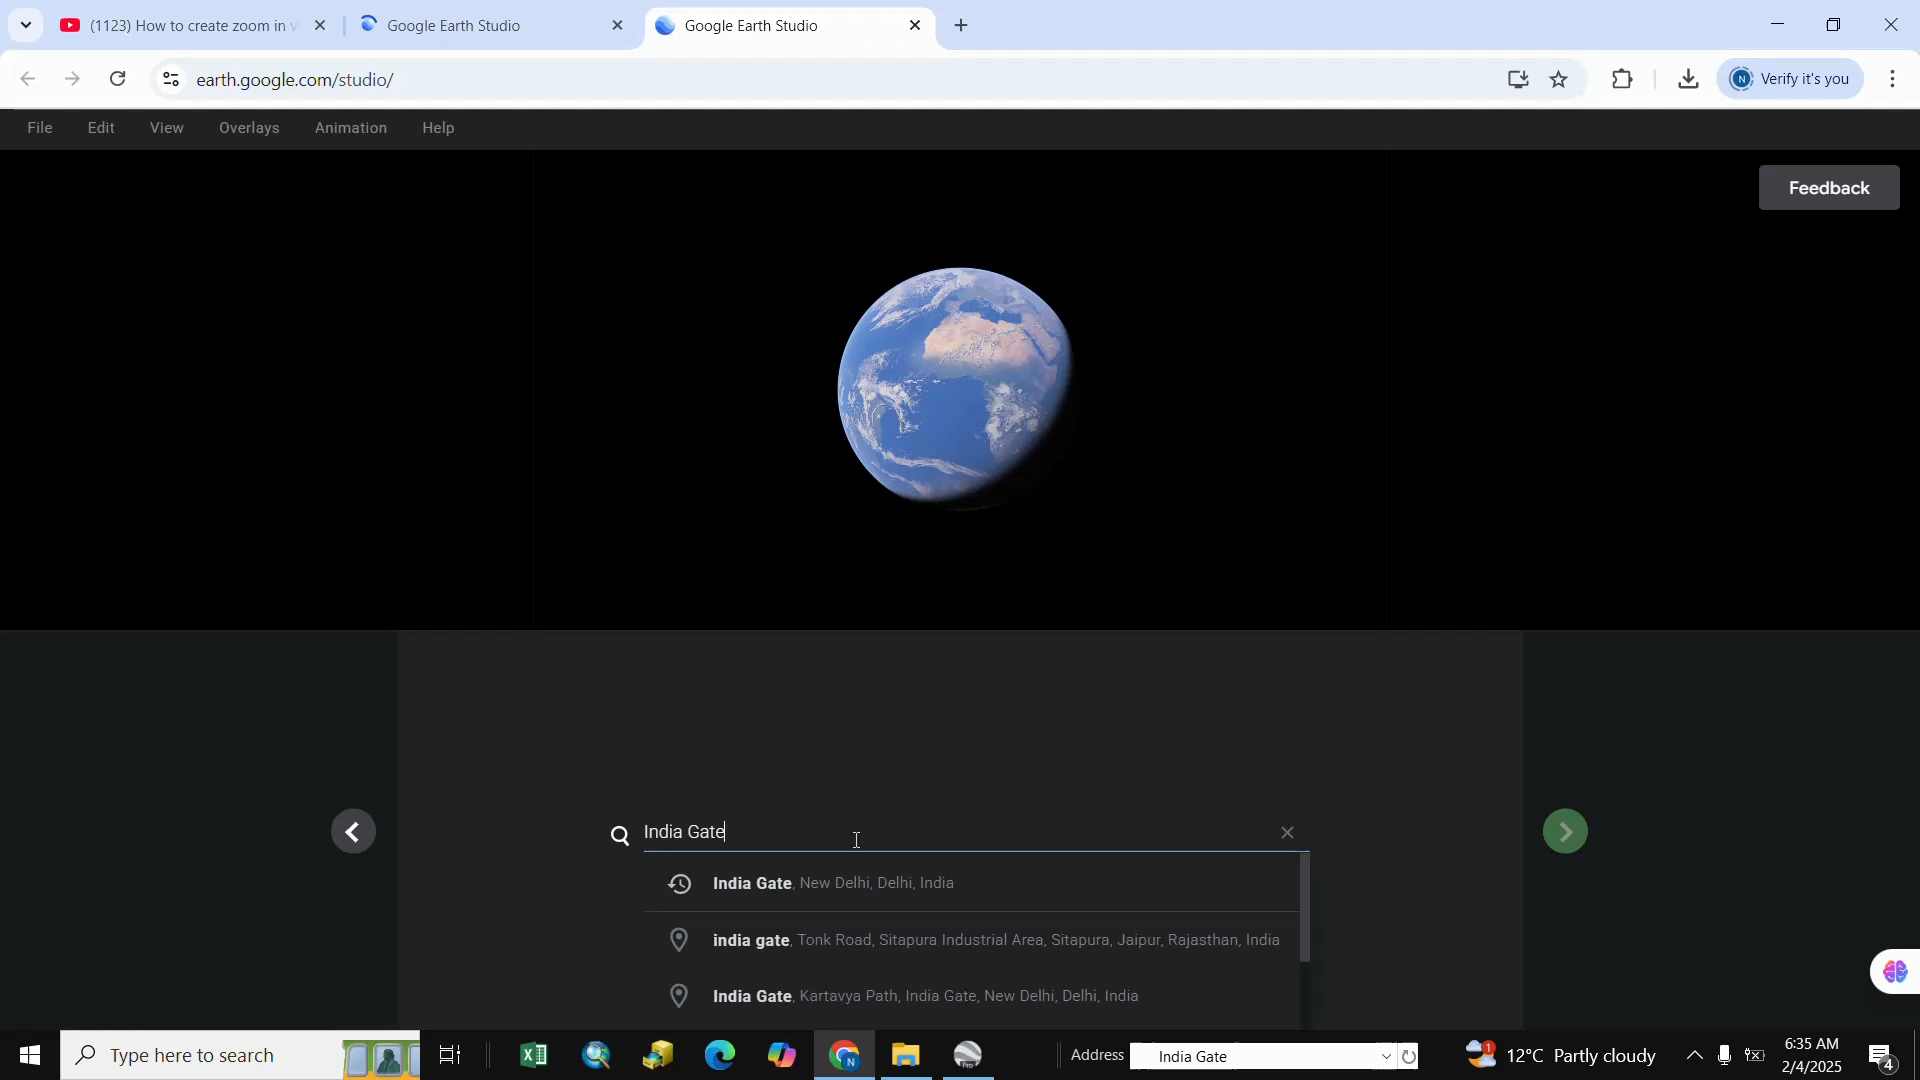 (1123) How to create zoom in v
Google Earth Studio
Google Earth Studio
earth.google.com/studio/
N
Verify it's you
File
Edit
View
Overlays
Animation
Help
Feedback
India Gate
India Gate, New Delhi, Delhi, India
india gate, Tonk Road, Sitapura Industrial Area, Sitapura, Jaipur, Rajasthan, India
India Gate, Kartavya Path, India Gate, New Delhi, Delhi, India
Type here to search
N
Pro
Address
India Gate
1
12°C Partly cloudy
6:35 AM
2/4/2025
4